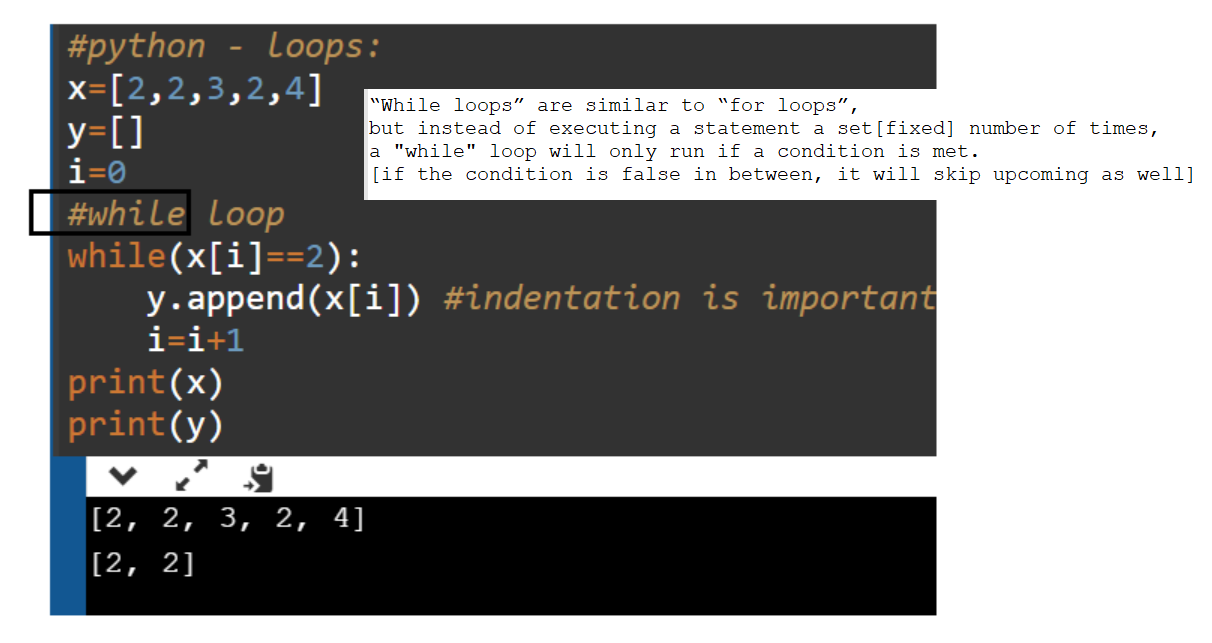 #python - loops:
x=[2,2,3,2,4]
y=[]
i=0
“While loops” are similar to “for loops”,
but instead of executing a statement a set[fixed] number of times,
a "while" loop will only run if a condition is met.
[if the condition is false in between, it will skip upcoming as well]
#while loop
while(x[i]==2):
    y.append(x[i]) #indentation is important
    i=i+1
print(x)
print(y)
[2, 2, 3, 2, 4]
[2, 2]